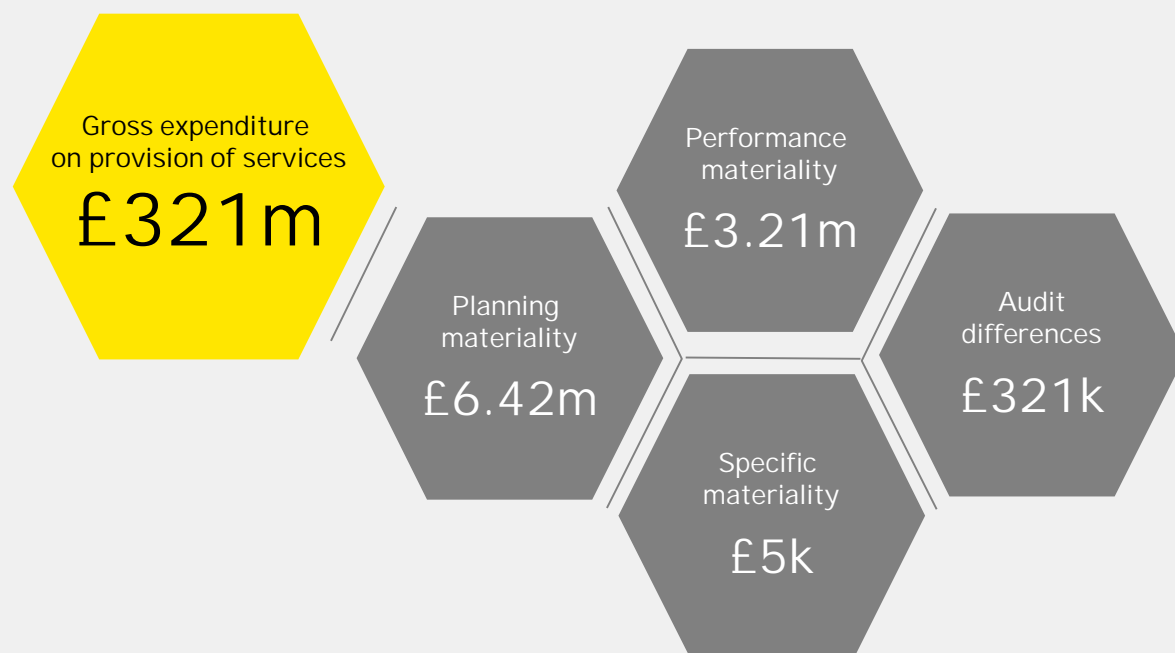 Gross expenditure
on provision of services
£321m
Planning
materiality
£6.42m
Performance
materiality
£3.21m
Specific
materiality
£5k
Audit
differences
£321k